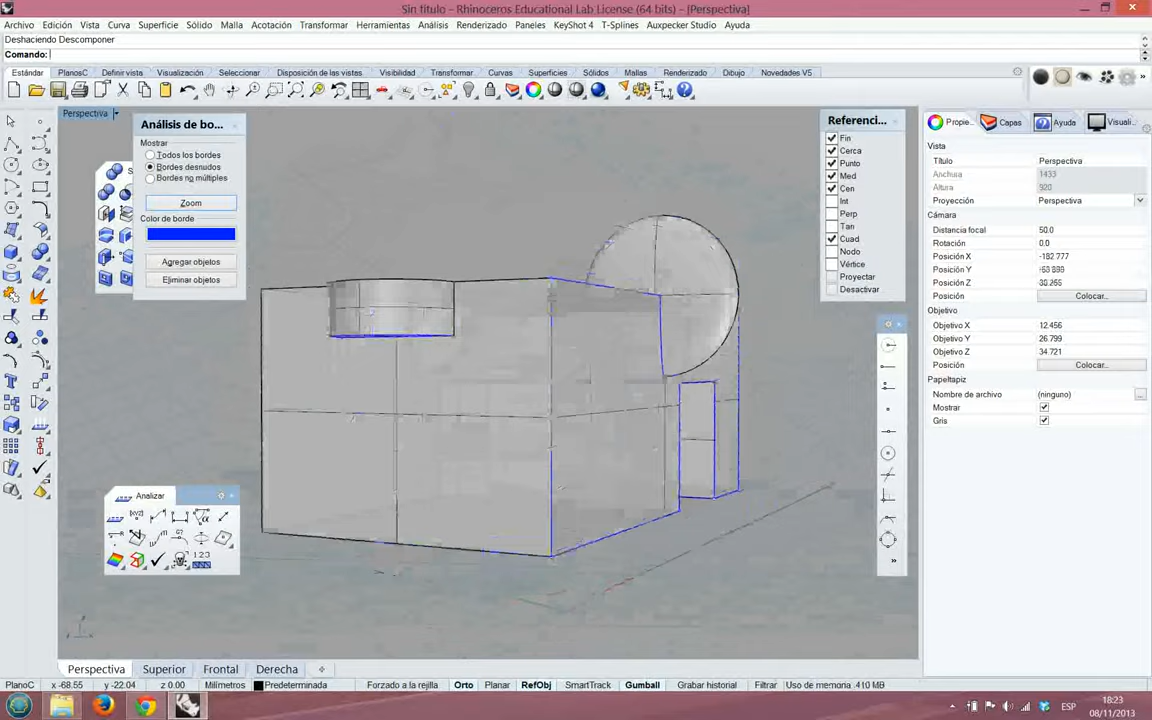 Sin título - Rhinoceros Educational Lab License (64 bits) - [Perspectiva]
Archivo Edición Vista Curva Superficie Sólido Malla Acotación Transformar Herramientas Análisis Renderizado Paneles KeyShot 4 T-Splines Auxpecker Studio Ayuda
Deshaciendo Descomponer
Comando:
Estándar PlanosC Definir vista Visualización Seleccionar Disposición de las vistas Visibilidad Transformar Curvas Superficies Sólidos Mallas Renderizado Dibujo Novedades V5
Perspectiva
Análisis de bo...
Mostrar
Todos los bordes
Bordes desnudos
Bordes no múltiples
Zoom
Color de borde
Agregar objetos
Eliminar objetos
Analizar
Referenci...
Fin
Cerca
Punto
Med
Cen
Int
Perp
Tan
Cuad
Nodo
Vértice
Proyectar
Desactivar
Propie... Capas Ayuda Visuali...
Vista
Título Perspectiva
Anchura 1433
Altura 920
Proyección Perspectiva
Cámara
Distancia focal 50.0
Rotación 0.0
Posición X -182.777
Posición Y -63.899
Posición Z 38.255
Posición Colocar...
Objetivo
Objetivo X 12.456
Objetivo Y 26.799
Objetivo Z 34.721
Posición Colocar...
Papeltapiz
Nombre de archivo (ninguno)
Mostrar
Gris
Perspectiva Superior Frontal Derecha
PlanoC x -68.55 y -22.04 z 0.00 Milímetros Predeterminada Forzado a la rejilla Orto Planar RefObj SmartTrack Gumball Grabar historial Filtrar Uso de memoria .410 MB
ESP
18:23
08/11/2013